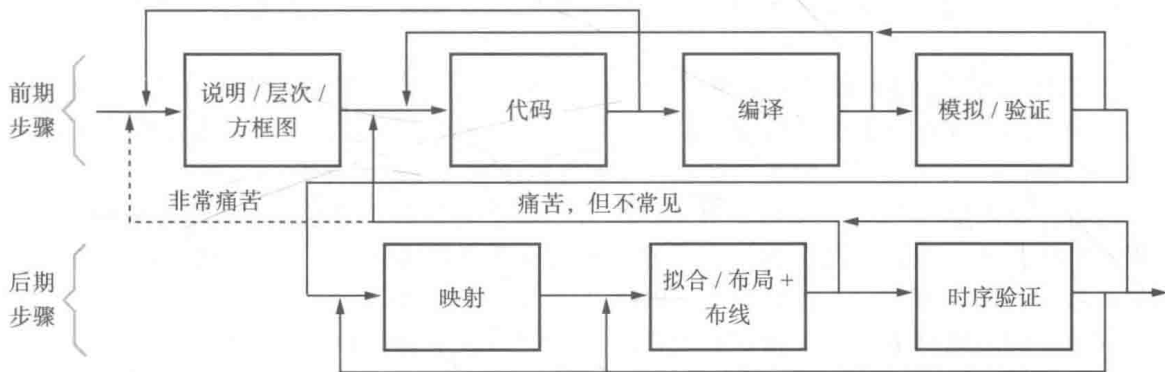 前期
步骤
说明 / 层次 /
方框图
代码
编译
模拟 / 验证
非常痛苦
痛苦，但不常见
后期
步骤
映射
拟合 / 布局 +
布线
时序验证